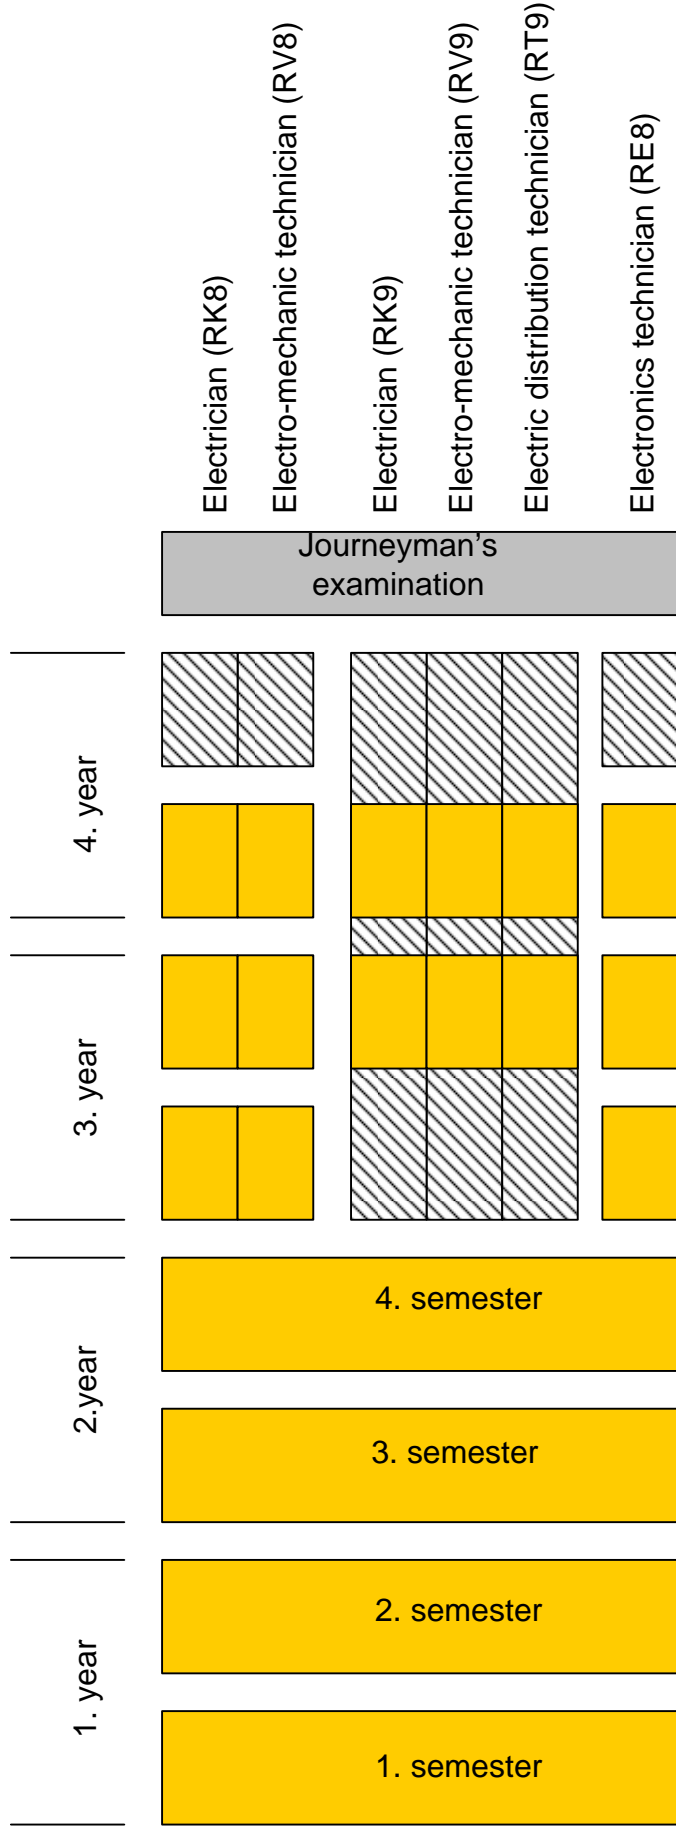 Electrician (RK8)
Electro-mechanic technician (RV8)
Electrician (RK9)
Electro-mechanic technician (RV9)
Electric distribution technician (RT9)
Electronics technician (RE8)
Journeyman's
examination
4. year
3. year
4. semester
2.year
3. semester
2. semester
1. year
1. semester